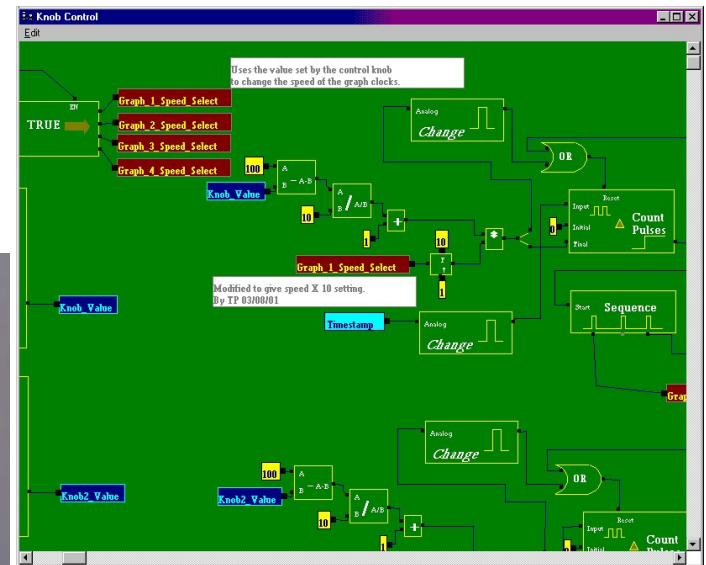 Knob Control
Edit
Uses the value set by the control knob
to change the speed of the graph clocks.
EN
TRUE
Graph_1_Speed_Select
Graph_2_Speed_Select
Graph_3_Speed_Select
Graph_4_Speed_Select
Analog
Change
OR
100
A
B
- A-B
Knob_Value
A
B
/
A/B
10
+
1
10
*
Reset
Input
Initial
Final
0
Count
Pulses
Graph_1_Speed_Select
1
Modified to give speed X 10 setting.
By TP 03/08/01
Knob_Value
Timestamp
Analog
Change
Start
Sequence
Grap
Analog
Change
OR
100
A
B
- A-B
Knob2_Value
Knob2_Value
A
B
/
A/B
10
+
Reset
Input
Initial
Count